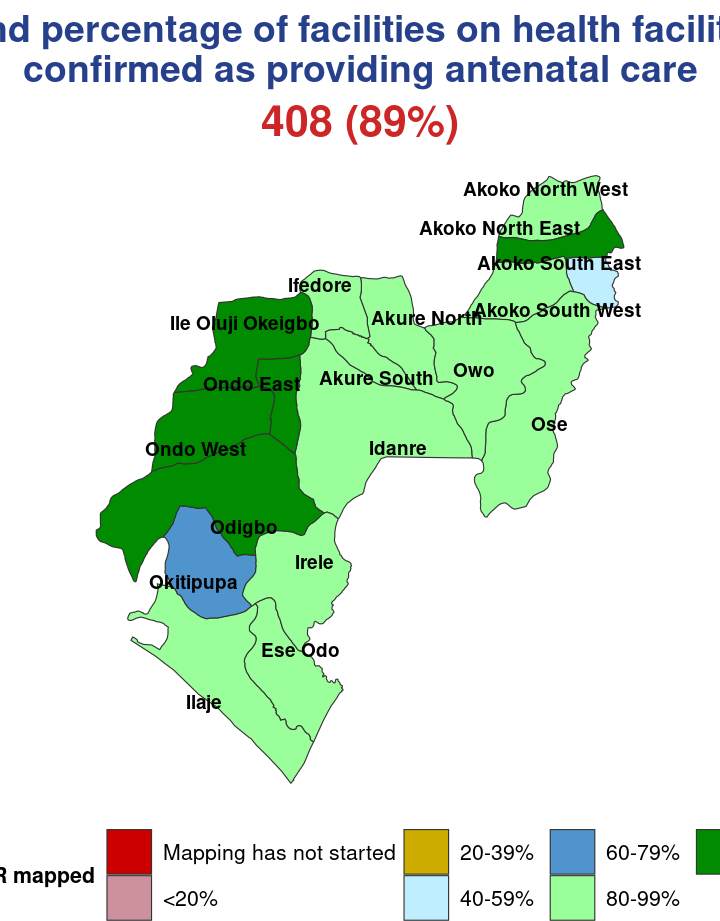 nd percentage of facilities on health facilit
confirmed as providing antenatal care
408 (89%)
Akoko North West
Akoko North East
Akoko South East
Ifedore
Akoko South West
Akure North
Ile Oluji Okeigbo
Owo
Akure South
Ondo East
Ose
Idanre
Ondo West
Odigbo
Irele
Okitipupa
Ese Odo
Ilaje
R mapped
Mapping has not started
20-39%
60-79%
<20%
40-59%
80-99%